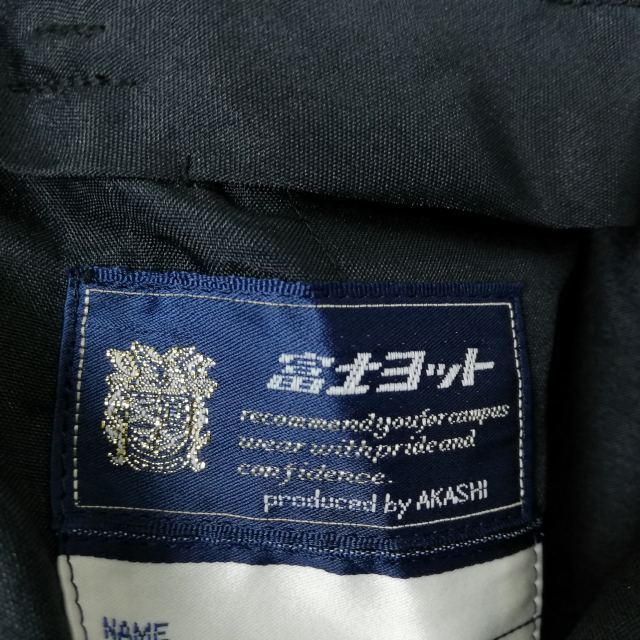 富士ヨット
recommend you for campus
wear with pride and
confidence.
produced by AKASHI
NAME